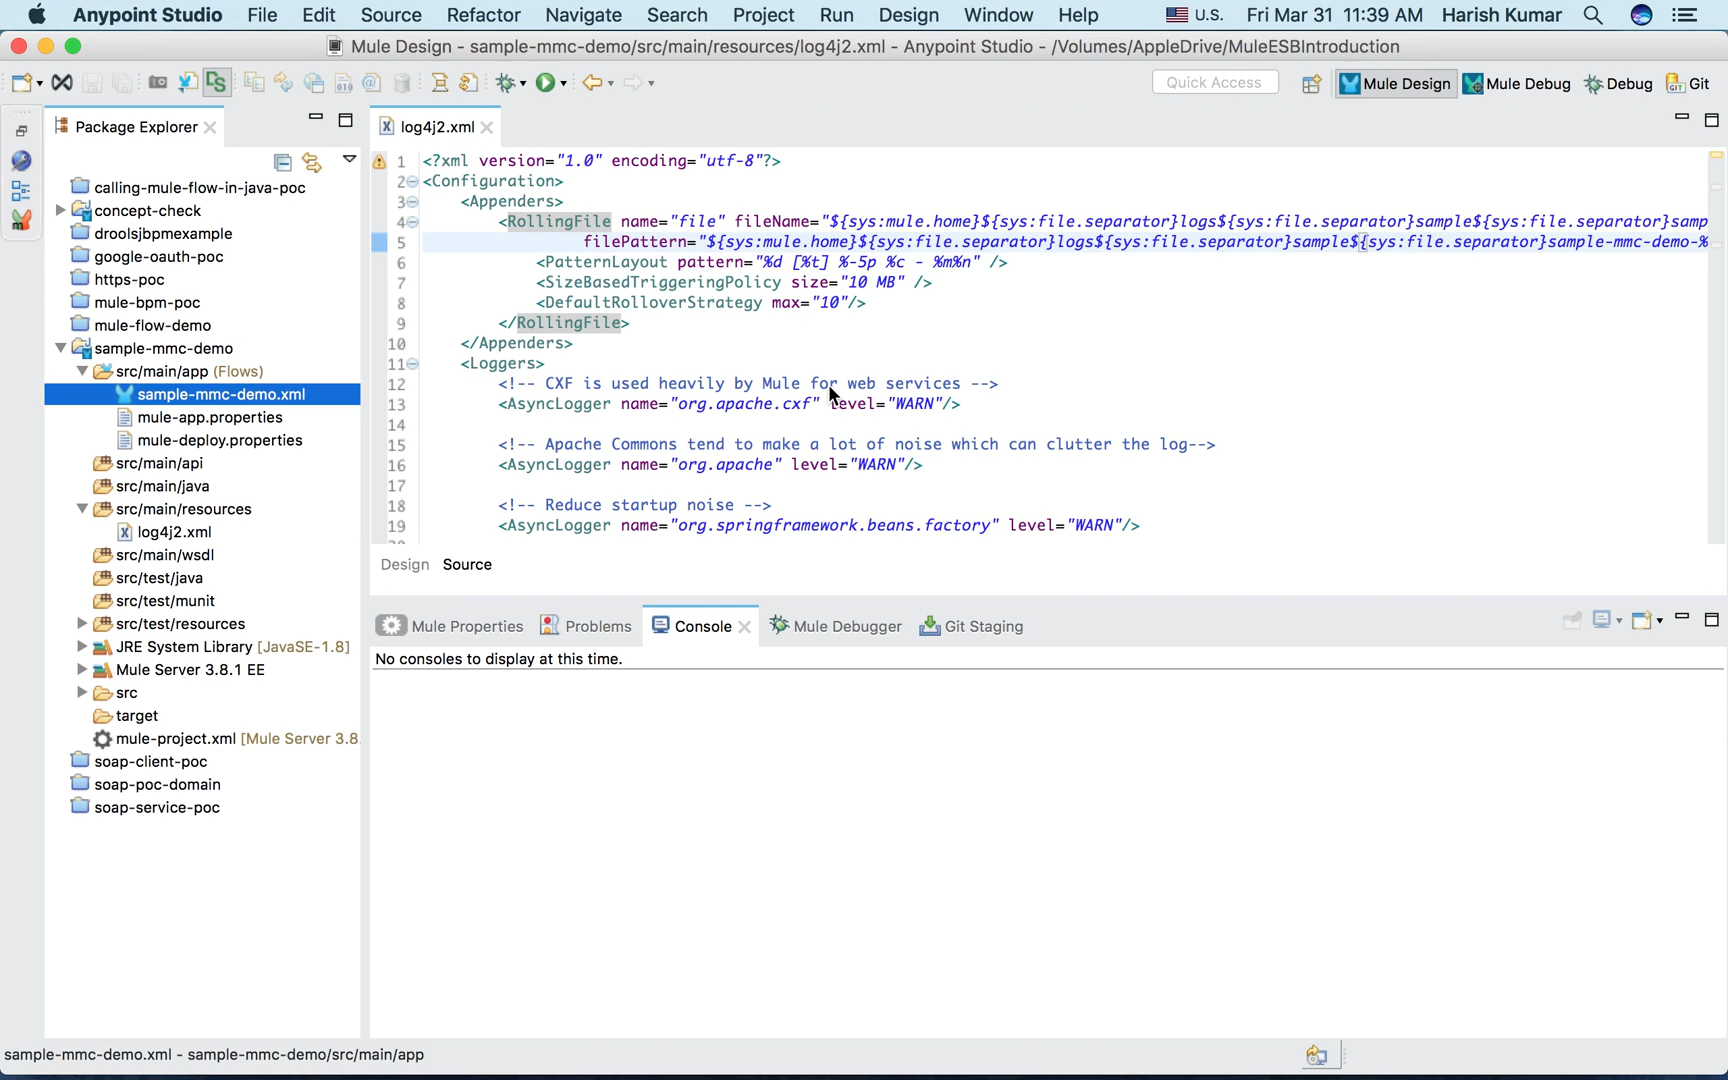 Anypoint Studio File Edit Source Refactor Navigate Search Project Run Design Window Help U.S. Fri Mar 31 11:39 AM Harish Kumar
Mule Design - sample-mmc-demo/src/main/resources/log4j2.xml - Anypoint Studio - /Volumes/AppleDrive/MuleESBIntroduction
Quick Access Mule Design Mule Debug Debug Git
Package Explorer
calling-mule-flow-in-java-poc
concept-check
droolsjbpmexample
google-oauth-poc
https-poc
mule-bpm-poc
mule-flow-demo
sample-mmc-demo
src/main/app (Flows)
sample-mmc-demo.xml
mule-app.properties
mule-deploy.properties
src/main/api
src/main/java
src/main/resources
log4j2.xml
src/main/wsdl
src/test/java
src/test/munit
src/test/resources
JRE System Library [JavaSE-1.8]
Mule Server 3.8.1 EE
src
target
mule-project.xml [Mule Server 3.8.
soap-client-poc
soap-poc-domain
soap-service-poc
log4j2.xml
1 <?xml version="1.0" encoding="utf-8"?>
2 <Configuration>
3 <Appenders>
4 <RollingFile name="file" fileName="${sys:mule.home}${sys:file.separator}logs${sys:file.separator}sample${sys:file.separator}samp
5 filePattern="${sys:mule.home}${sys:file.separator}logs${sys:file.separator}sample${sys:file.separator}sample-mmc-demo-%
6 <PatternLayout pattern="%d [%t] %-5p %c - %m%n" />
7 <SizeBasedTriggeringPolicy size="10 MB" />
8 <DefaultRolloverStrategy max="10"/>
9 </RollingFile>
10 </Appenders>
11 <Loggers>
12 <!-- CXF is used heavily by Mule for web services -->
13 <AsyncLogger name="org.apache.cxf" level="WARN"/>
14
15 <!-- Apache Commons tend to make a lot of noise which can clutter the log-->
16 <AsyncLogger name="org.apache" level="WARN"/>
17
18 <!-- Reduce startup noise -->
19 <AsyncLogger name="org.springframework.beans.factory" level="WARN"/>
Design Source
Mule Properties Problems Console Mule Debugger Git Staging
No consoles to display at this time.
sample-mmc-demo.xml - sample-mmc-demo/src/main/app